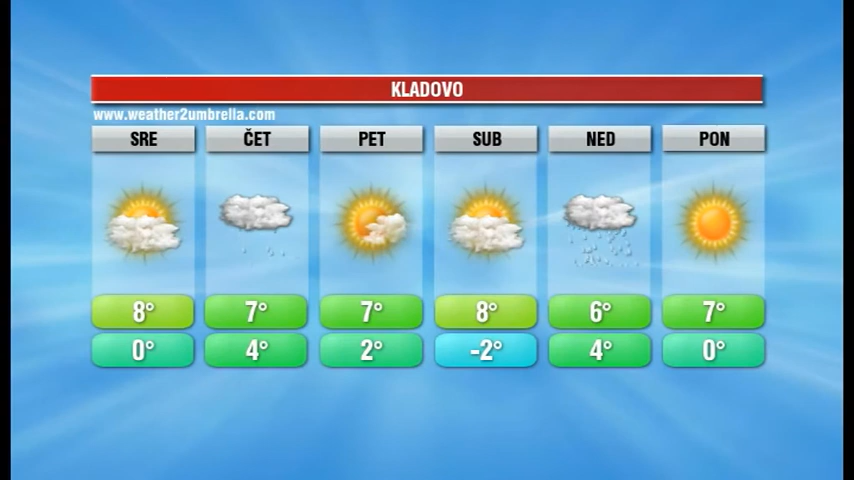 KLADOVO
www.weather2umbrella.com
SRE ČET PET SUB NED PON
8° 7° 7° 8° 6° 7°
0° 4° 2° -2° 4° 0°